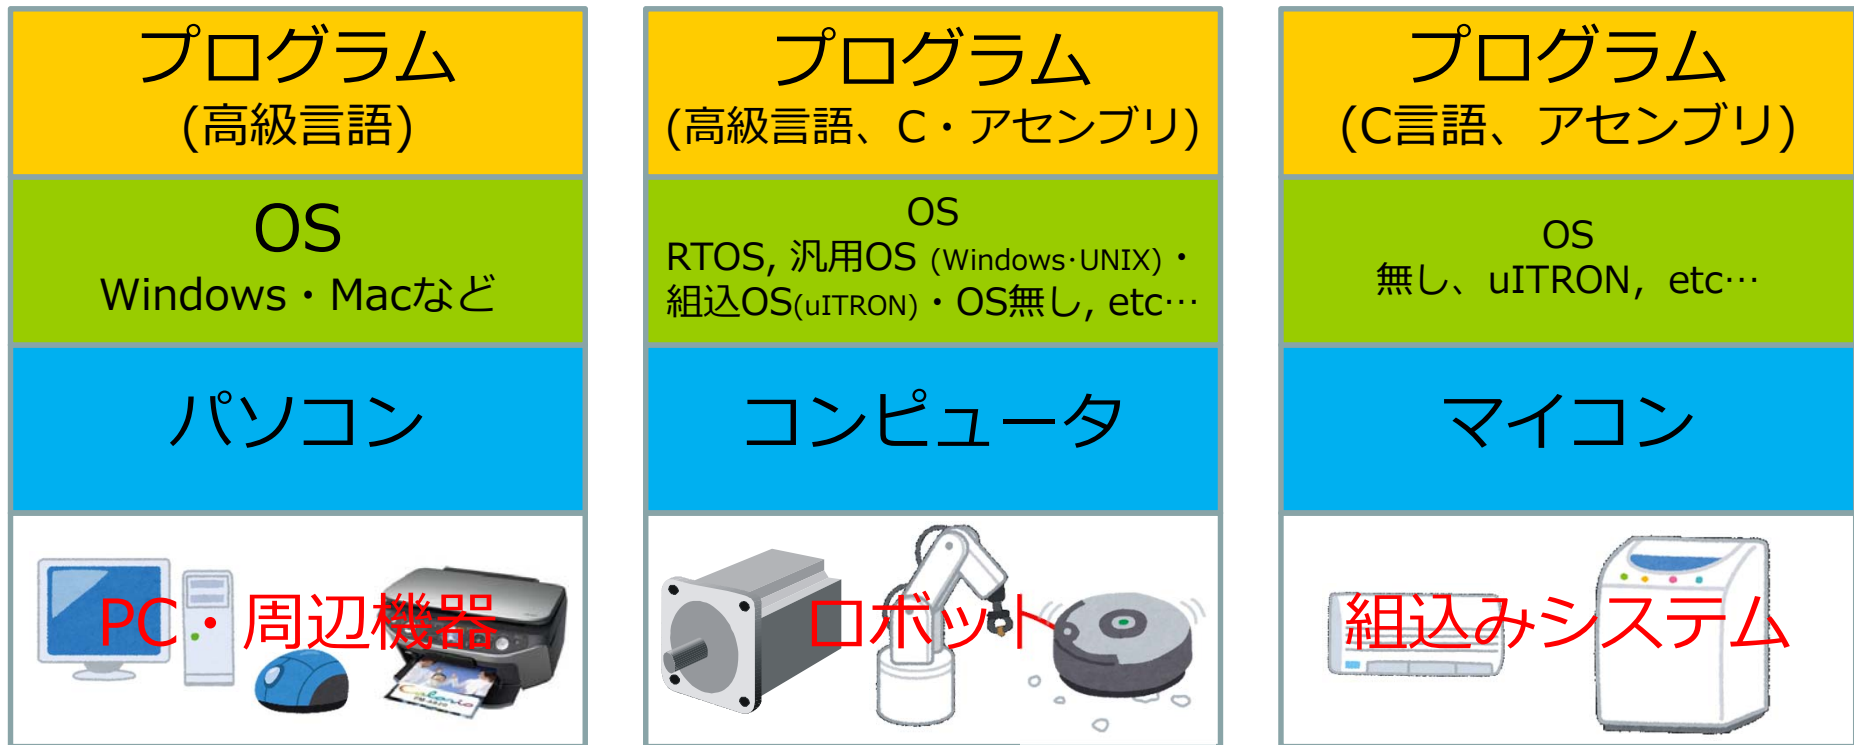 プログラム
(高級言語)
OS
Windows・Macなど
パソコン
PC・周辺機器
Colorio
プログラム
(高級言語、C・アセンブリ)
OS
RTOS, 汎用OS (Windows･UNIX)・
組込OS(uITRON)・OS無し, etc…
コンピュータ
ロボット
プログラム
(C言語、アセンブリ)
OS
無し、uITRON, etc…
マイコン
組込みシステム